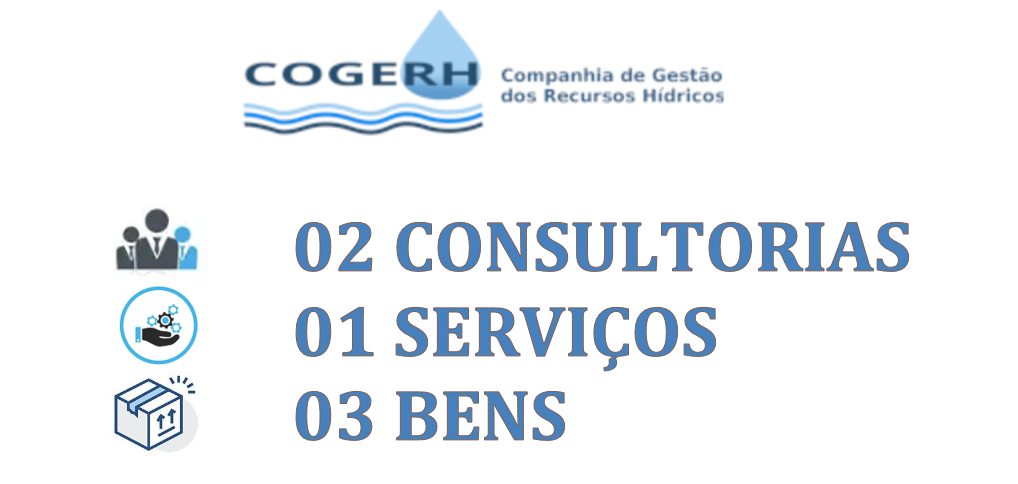 COGERH
Companhia de Gestão
dos Recursos Hídricos
02 CONSULTORIAS
01 SERVIÇOS
03 BENS